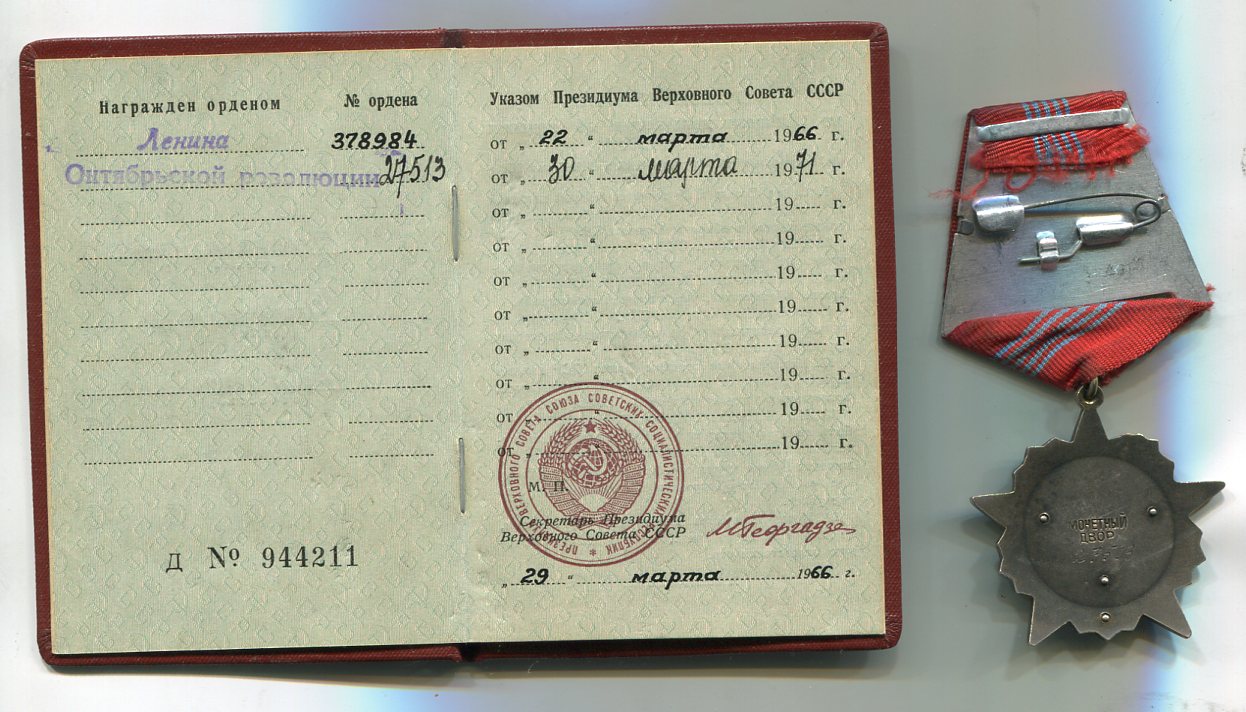 Награжден орденом № ордена
Ленина 378984
Октябрьской революции 27513
Д № 944211
Указом Президиума Верховного Совета СССР
от „ 22 “ марта 1966 г.
от „ 30 “ марта 1971 г.
от „ “ 19 г.
от „ “ 19 г.
от „ “ 19 г.
от „ “ 19 г.
от „ “ 19 г.
от „ “ 19 г.
от „ “ 19 г.
от „ “ 19 г.
М. П.
ПРЕЗИДИУМ ВЕРХОВНОГО СОВЕТА СОЮЗА СОВЕТСКИХ СОЦИАЛИСТИЧЕСКИХ РЕСПУБЛИК
Секретарь Президиума
Верховного Совета СССР
МГеоргадзе
„ 29 “ марта 1966 г.
МОНЕТНЫЙ
ДВОР